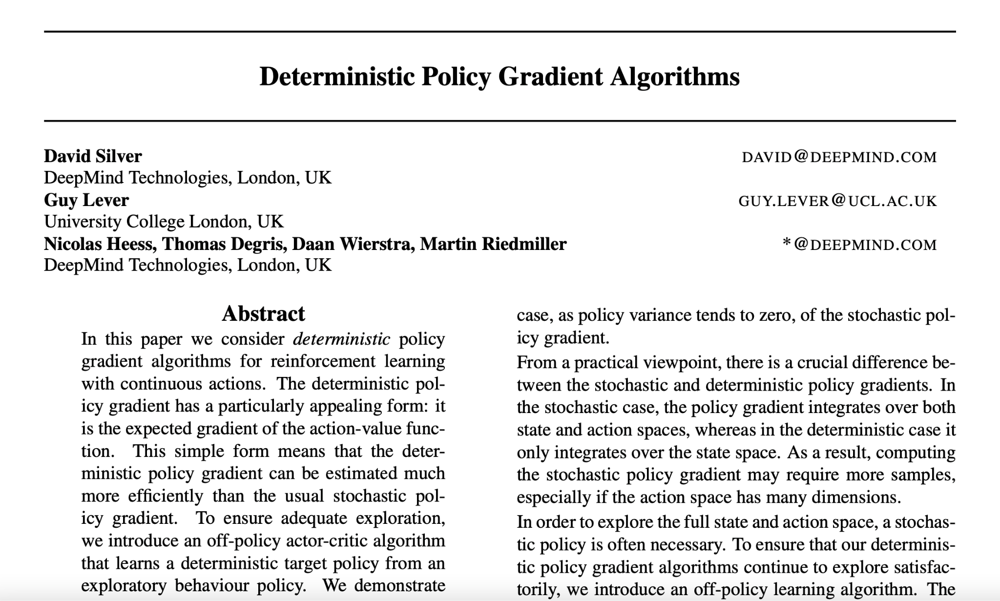 Deterministic Policy Gradient Algorithms
David Silver DAVID@DEEPMIND.COM
DeepMind Technologies, London, UK
Guy Lever GUY.LEVER@UCL.AC.UK
University College London, UK
Nicolas Heess, Thomas Degris, Daan Wierstra, Martin Riedmiller *@DEEPMIND.COM
DeepMind Technologies, London, UK
Abstract
In this paper we consider deterministic policy
gradient algorithms for reinforcement learning
with continuous actions. The deterministic pol-
icy gradient has a particularly appealing form: it
is the expected gradient of the action-value func-
tion. This simple form means that the deter-
ministic policy gradient can be estimated much
more efficiently than the usual stochastic pol-
icy gradient. To ensure adequate exploration,
we introduce an off-policy actor-critic algorithm
that learns a deterministic target policy from an
exploratory behaviour policy. We demonstrate
case, as policy variance tends to zero, of the stochastic pol-
icy gradient.
From a practical viewpoint, there is a crucial difference be-
tween the stochastic and deterministic policy gradients. In
the stochastic case, the policy gradient integrates over both
state and action spaces, whereas in the deterministic case it
only integrates over the state space. As a result, computing
the stochastic policy gradient may require more samples,
especially if the action space has many dimensions.
In order to explore the full state and action space, a stochas-
tic policy is often necessary. To ensure that our determinis-
tic policy gradient algorithms continue to explore satisfac-
torily, we introduce an off-policy learning algorithm. The